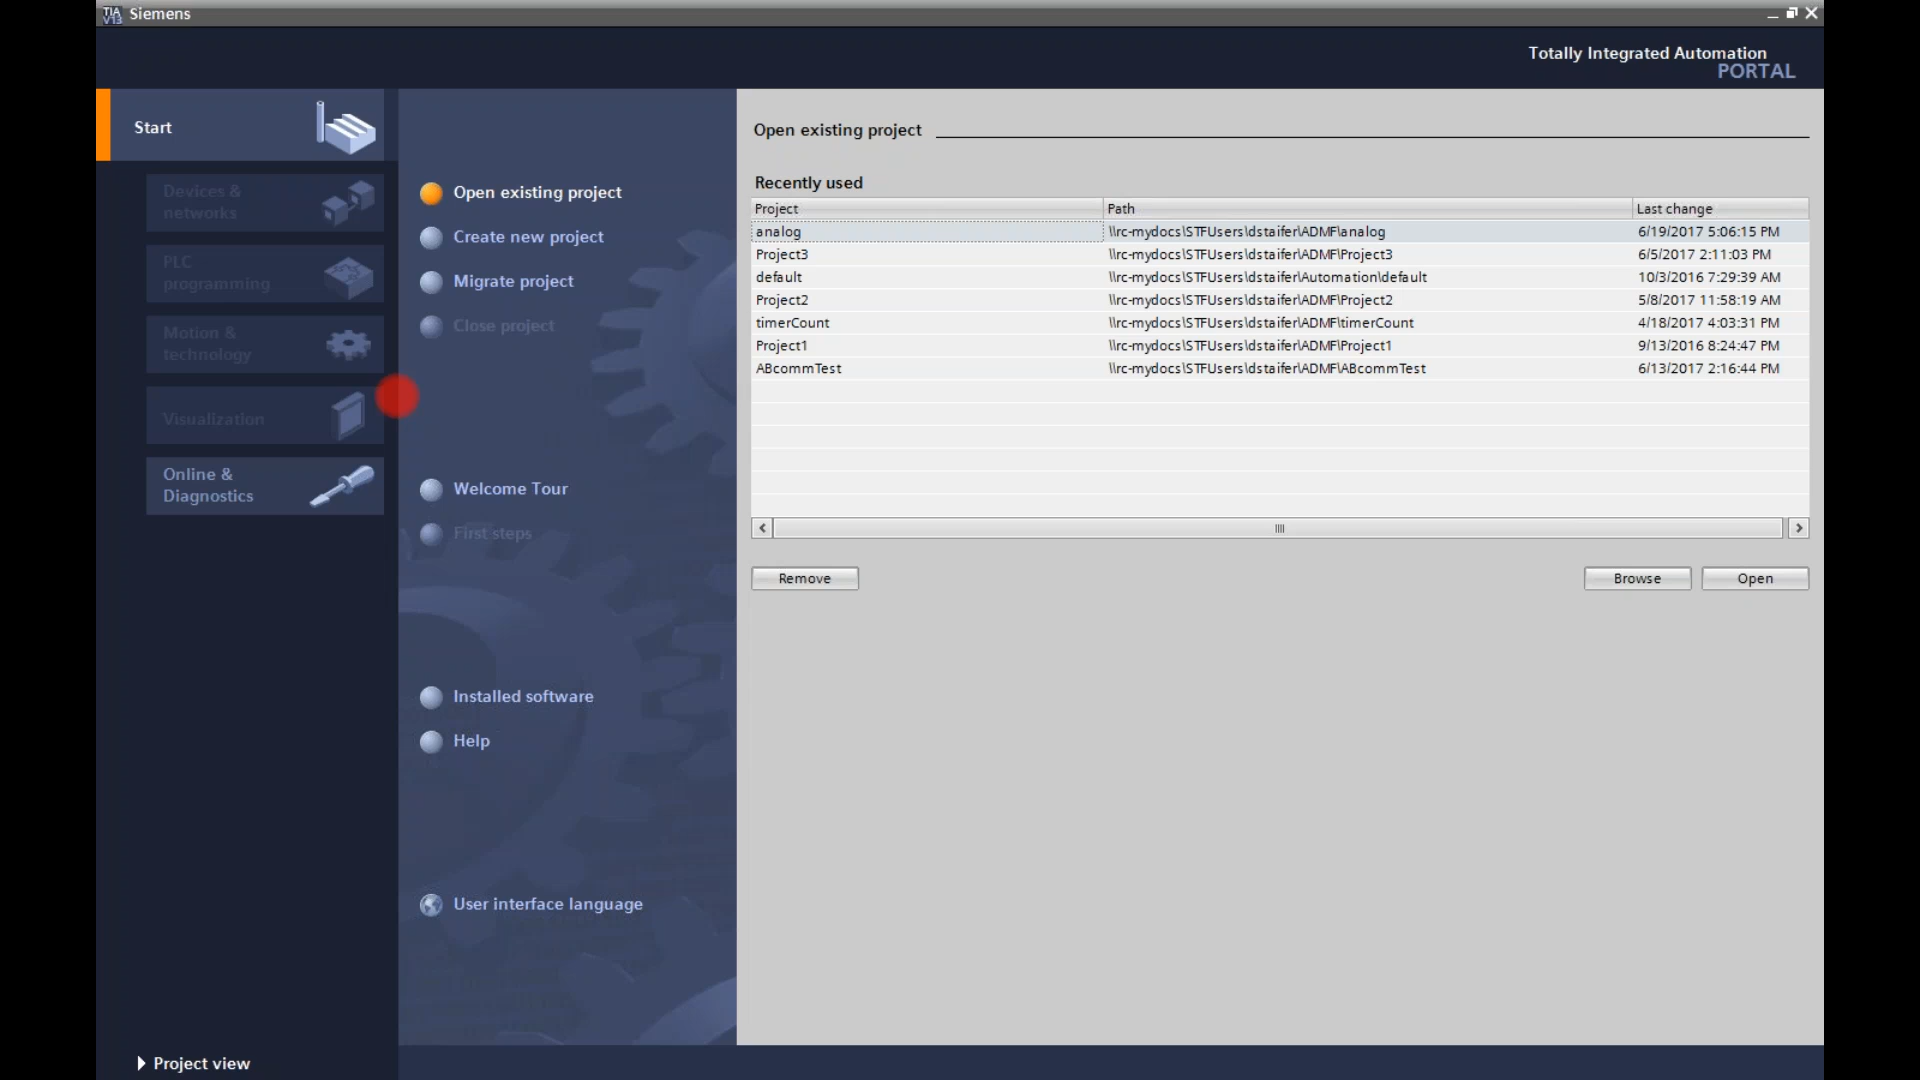 TIA
V13
Siemens
Totally Integrated Automation
PORTAL
Start
Devices &
networks
PLC
programming
Motion &
technology
Visualization
Online &
Diagnostics
Open existing project
Create new project
Migrate project
Close project
Welcome Tour
First steps
Installed software
Help
User interface language
Open existing project
Recently used
Project Path Last change
analog \\rc-mydocs\STFUsers\dstaifer\ADMF\analog 6/19/2017 5:06:15 PM
Project3 \\rc-mydocs\STFUsers\dstaifer\ADMF\Project3 6/5/2017 2:11:03 PM
default \\rc-mydocs\STFUsers\dstaifer\Automation\default 10/3/2016 7:29:39 AM
Project2 \\rc-mydocs\STFUsers\dstaifer\ADMF\Project2 5/8/2017 11:58:19 AM
timerCount \\rc-mydocs\STFUsers\dstaifer\ADMF\timerCount 4/18/2017 4:03:31 PM
Project1 \\rc-mydocs\STFUsers\dstaifer\ADMF\Project1 9/13/2016 8:24:47 PM
ABcommTest \\rc-mydocs\STFUsers\dstaifer\ADMF\ABcommTest 6/13/2017 2:16:44 PM
Remove Browse Open
Project view